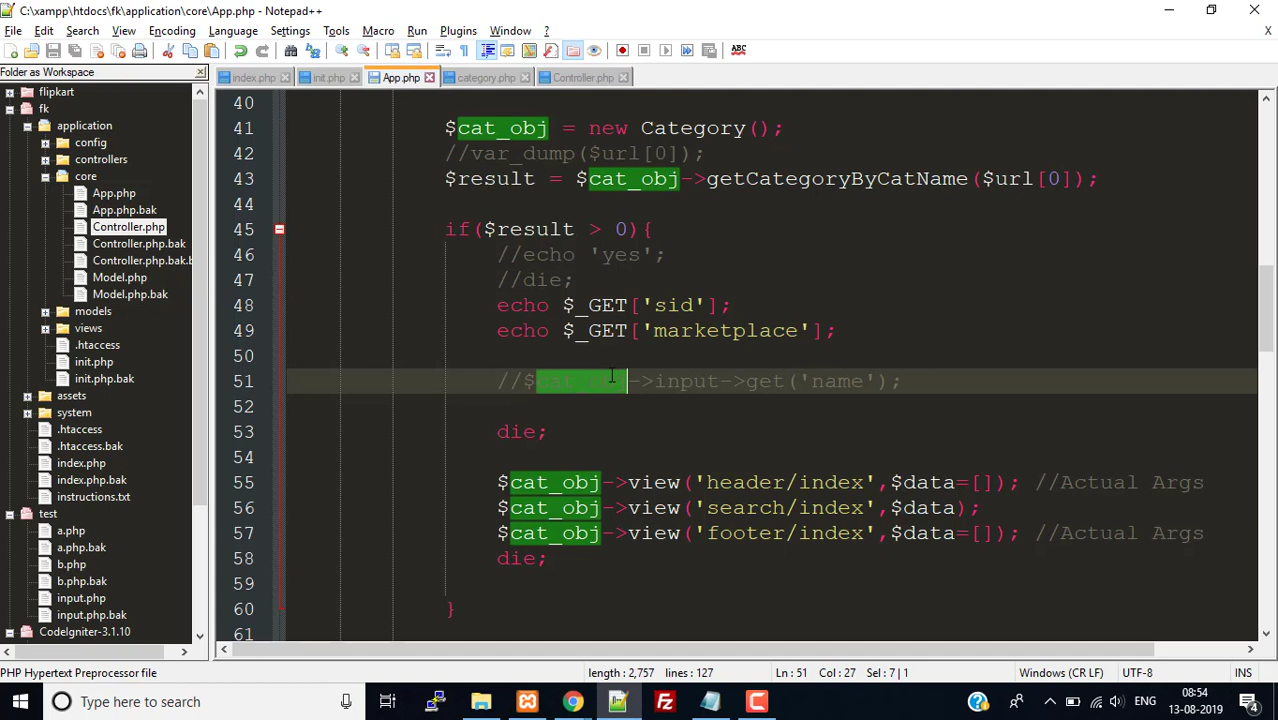 C:\xampp\htdocs\fk\application\core\App.php - Notepad++
File Edit Search View Encoding Language Settings Tools Macro Run Plugins Window ?
X
Folder as Workspace
index.php init.php App.php category.php Controller.php
flipkart
fk
application
config
controllers
core
App.php
App.php.bak
Controller.php
Controller.php.bak
Controller.php.bak.b
Model.php
Model.php.bak
models
views
.htaccess
init.php
init.php.bak
assets
system
.htaccess
.htaccess.bak
index.php
index.php.bak
instructions.txt
test
a.php
a.php.bak
b.php
b.php.bak
input.php
input.php.bak
CodeIgniter-3.1.10
40
41 $cat_obj = new Category();
42 //var_dump($url[0]);
43 $result = $cat_obj->getCategoryByCatName($url[0]);
44
45 if($result > 0){
46 //echo 'yes';
47 //die;
48 echo $_GET['sid'];
49 echo $_GET['marketplace'];
50
51 //$cat_obj->input->get('name');
52
53 die;
54
55 $cat_obj->view('header/index',$data=[]); //Actual Args
56 $cat_obj->view('search/index',$data);
57 $cat_obj->view('footer/index',$data=[]); //Actual Args
58 die;
59
60 }
61
PHP Hypertext Preprocessor file length : 2,757 lines : 127 Ln : 51 Col : 27 Sel : 7 | 1 Windows (CR LF) UTF-8 INS
Type here to search
ENG
08:54
13-08-2019
4